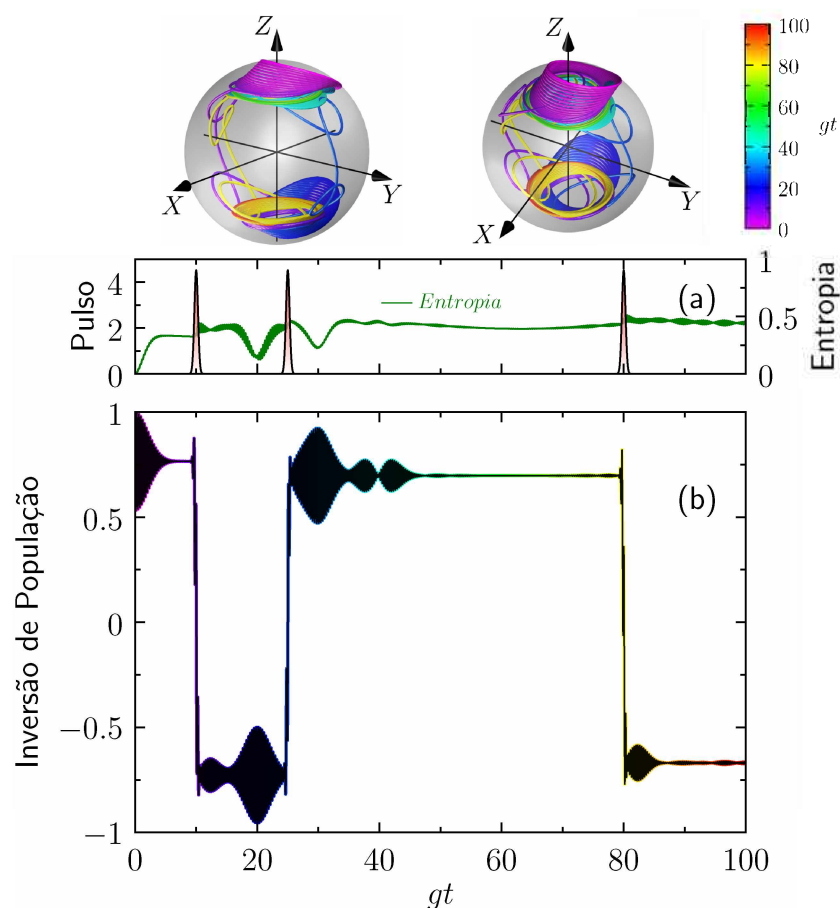 Z
X
Y
Z
X
Y
100
80
60
40
20
0
gt
Pulso
4
2
0
Entropia
(a)
1
0.5
0
Entropia
Inversão de População
1
0.5
0
−0.5
−1
(b)
0 20 40 60 80 100
gt